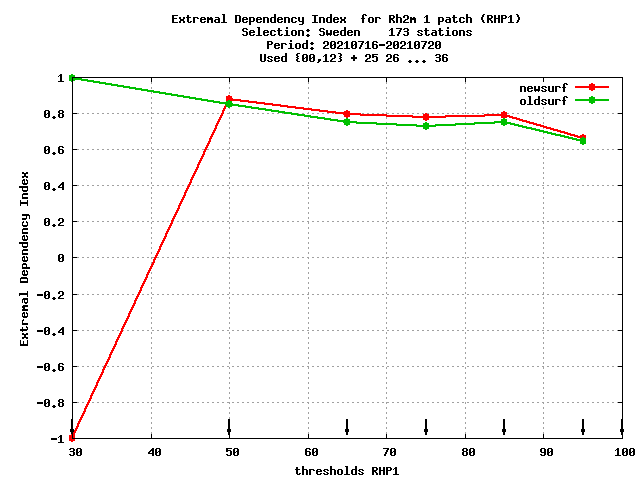 Extremal Dependency Index  for Rh2m 1 patch (RHP1)
Selection: Sweden    173 stations
Period: 20210716-20210720
Used {00,12} + 25 26 ... 36
newsurf
oldsurf
1
0.8
0.6
0.4
0.2
0
-0.2
-0.4
-0.6
-0.8
-1
Extremal Dependency Index
30 40 50 60 70 80 90 100
thresholds RHP1